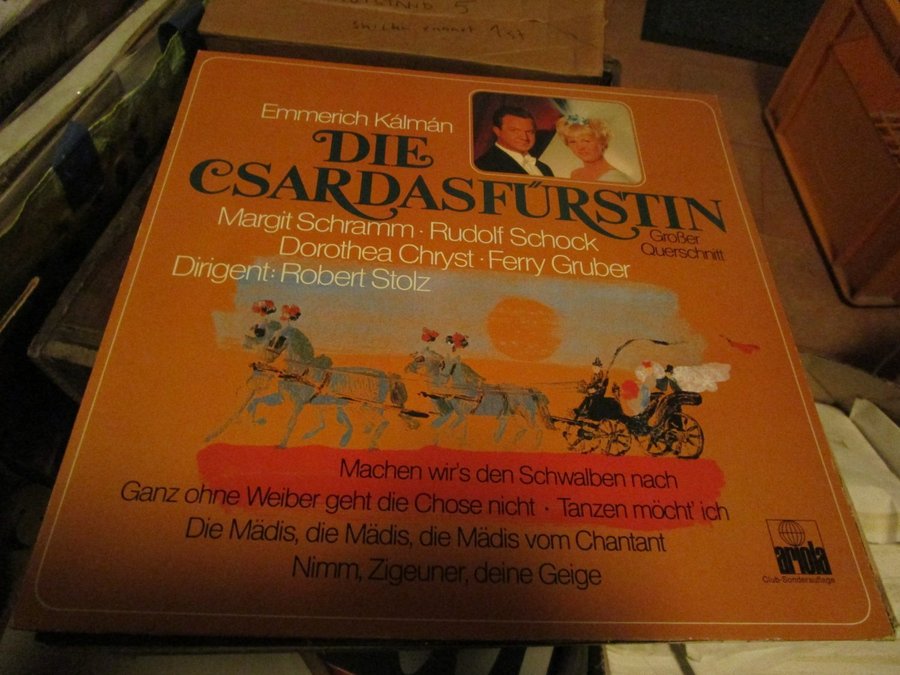 Emmerich Kálmán
DIE
CSARDASFÜRSTIN
Großer
Querschnitt
Margit Schramm · Rudolf Schock
Dorothea Chryst · Ferry Gruber
Dirigent: Robert Stolz
Machen wir's den Schwalben nach
Ganz ohne Weiber geht die Chose nicht · Tanzen möcht' ich
Die Mädis, die Mädis, die Mädis vom Chantant
Nimm, Zigeuner, deine Geige
ariola
Club-Sonderauflage